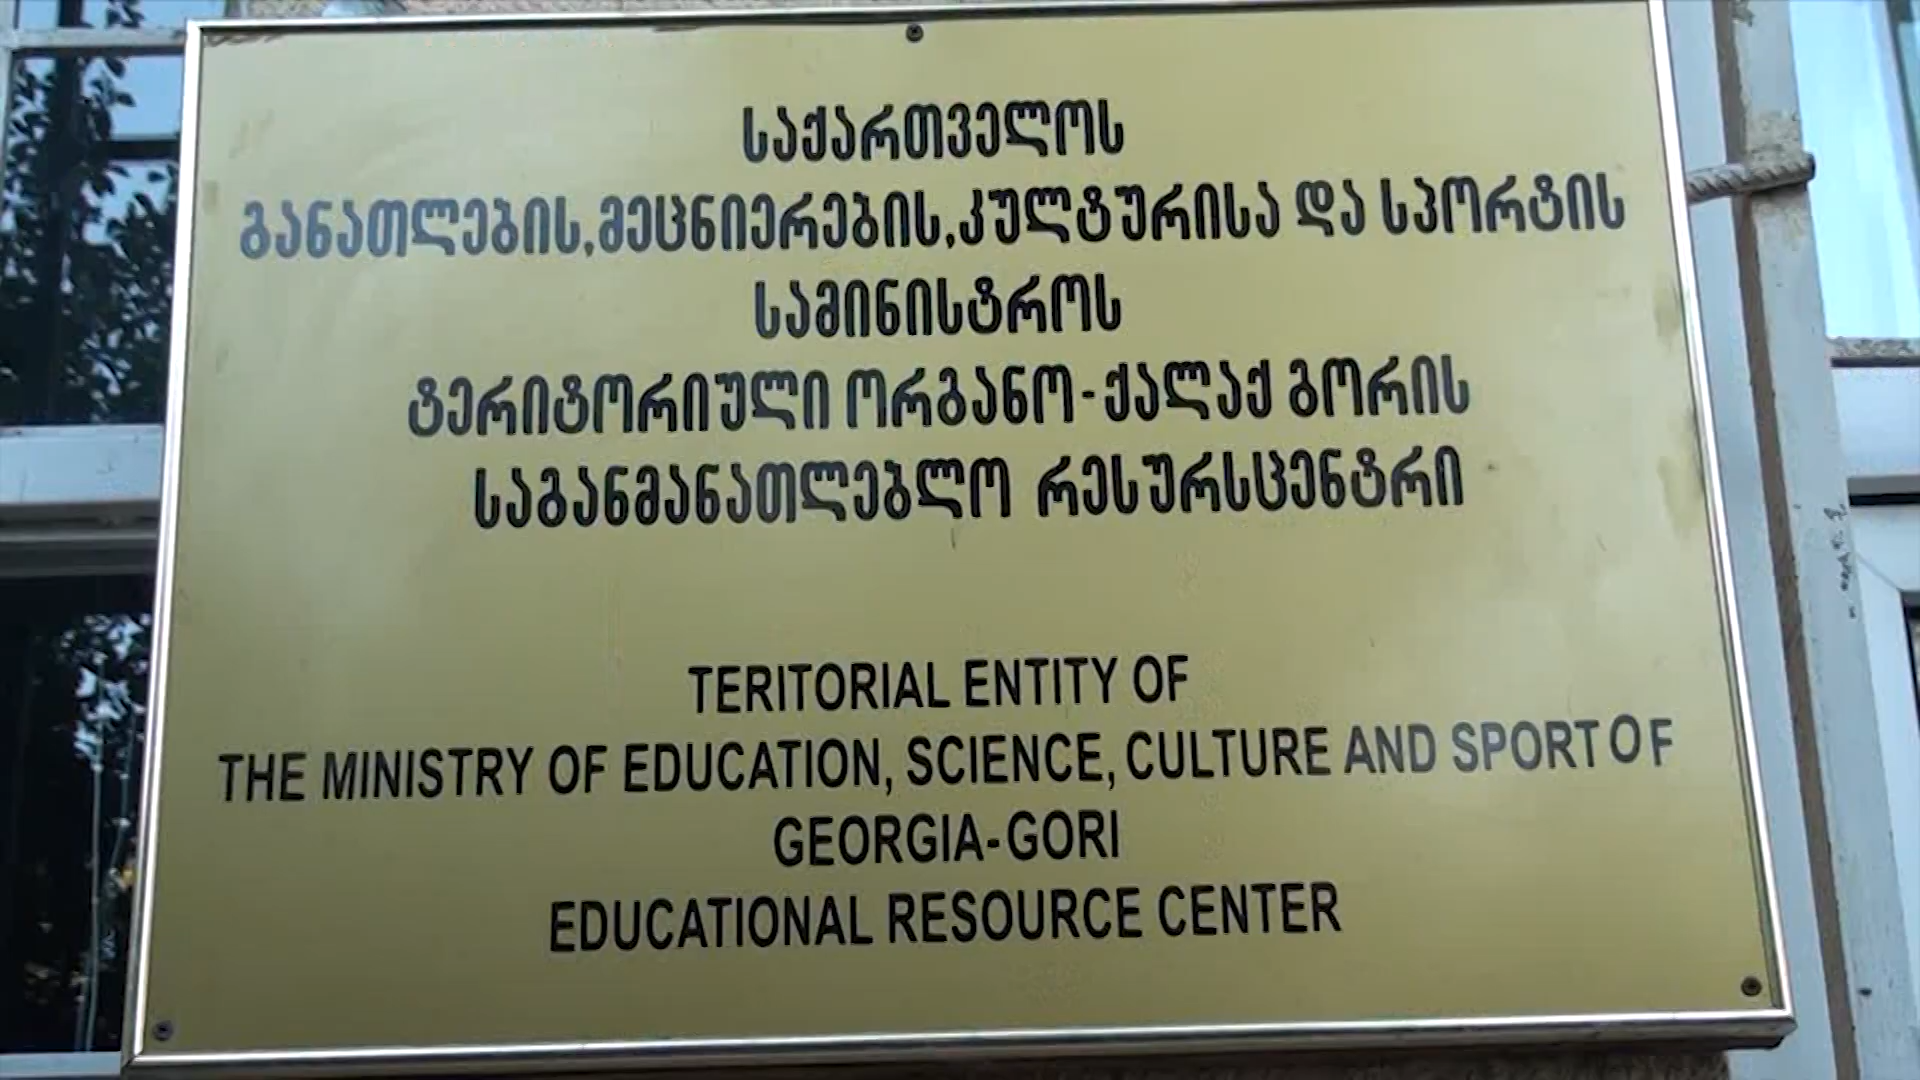 საქართველოს
განათლების,მეცნიერების,კულტურისა და სპორტის
სამინისტროს
ტერიტორიული ორგანო-ქალაქ გორის
საგანმანათლებლო რესურსცენტრი
TERITORIAL ENTITY OF
THE MINISTRY OF EDUCATION, SCIENCE, CULTURE AND SPORT OF
GEORGIA-GORI
EDUCATIONAL RESOURCE CENTER